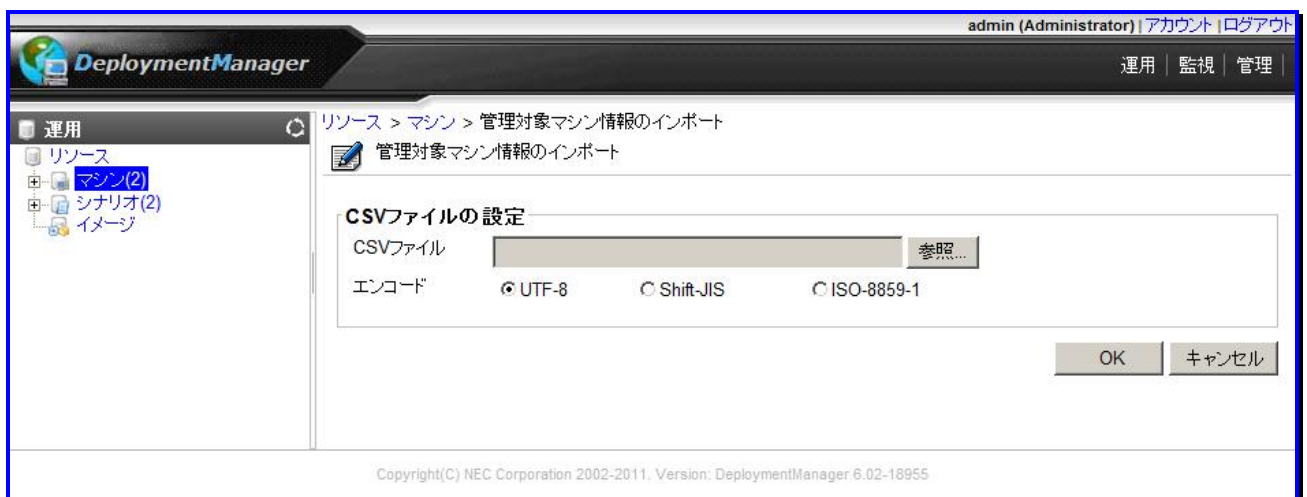 admin (Administrator) | アカウント | ログアウト
DeploymentManager
運用 | 監視 | 管理 |
運用
リソース
マシン(2)
シナリオ(2)
イメージ
リソース > マシン > 管理対象マシン情報のインポート
管理対象マシン情報のインポート
CSVファイルの設定
CSVファイル
参照...
エンコード
UTF-8
Shift-JIS
ISO-8859-1
OK
キャンセル
Copyright(C) NEC Corporation 2002-2011. Version: DeploymentManager 6.02-18955